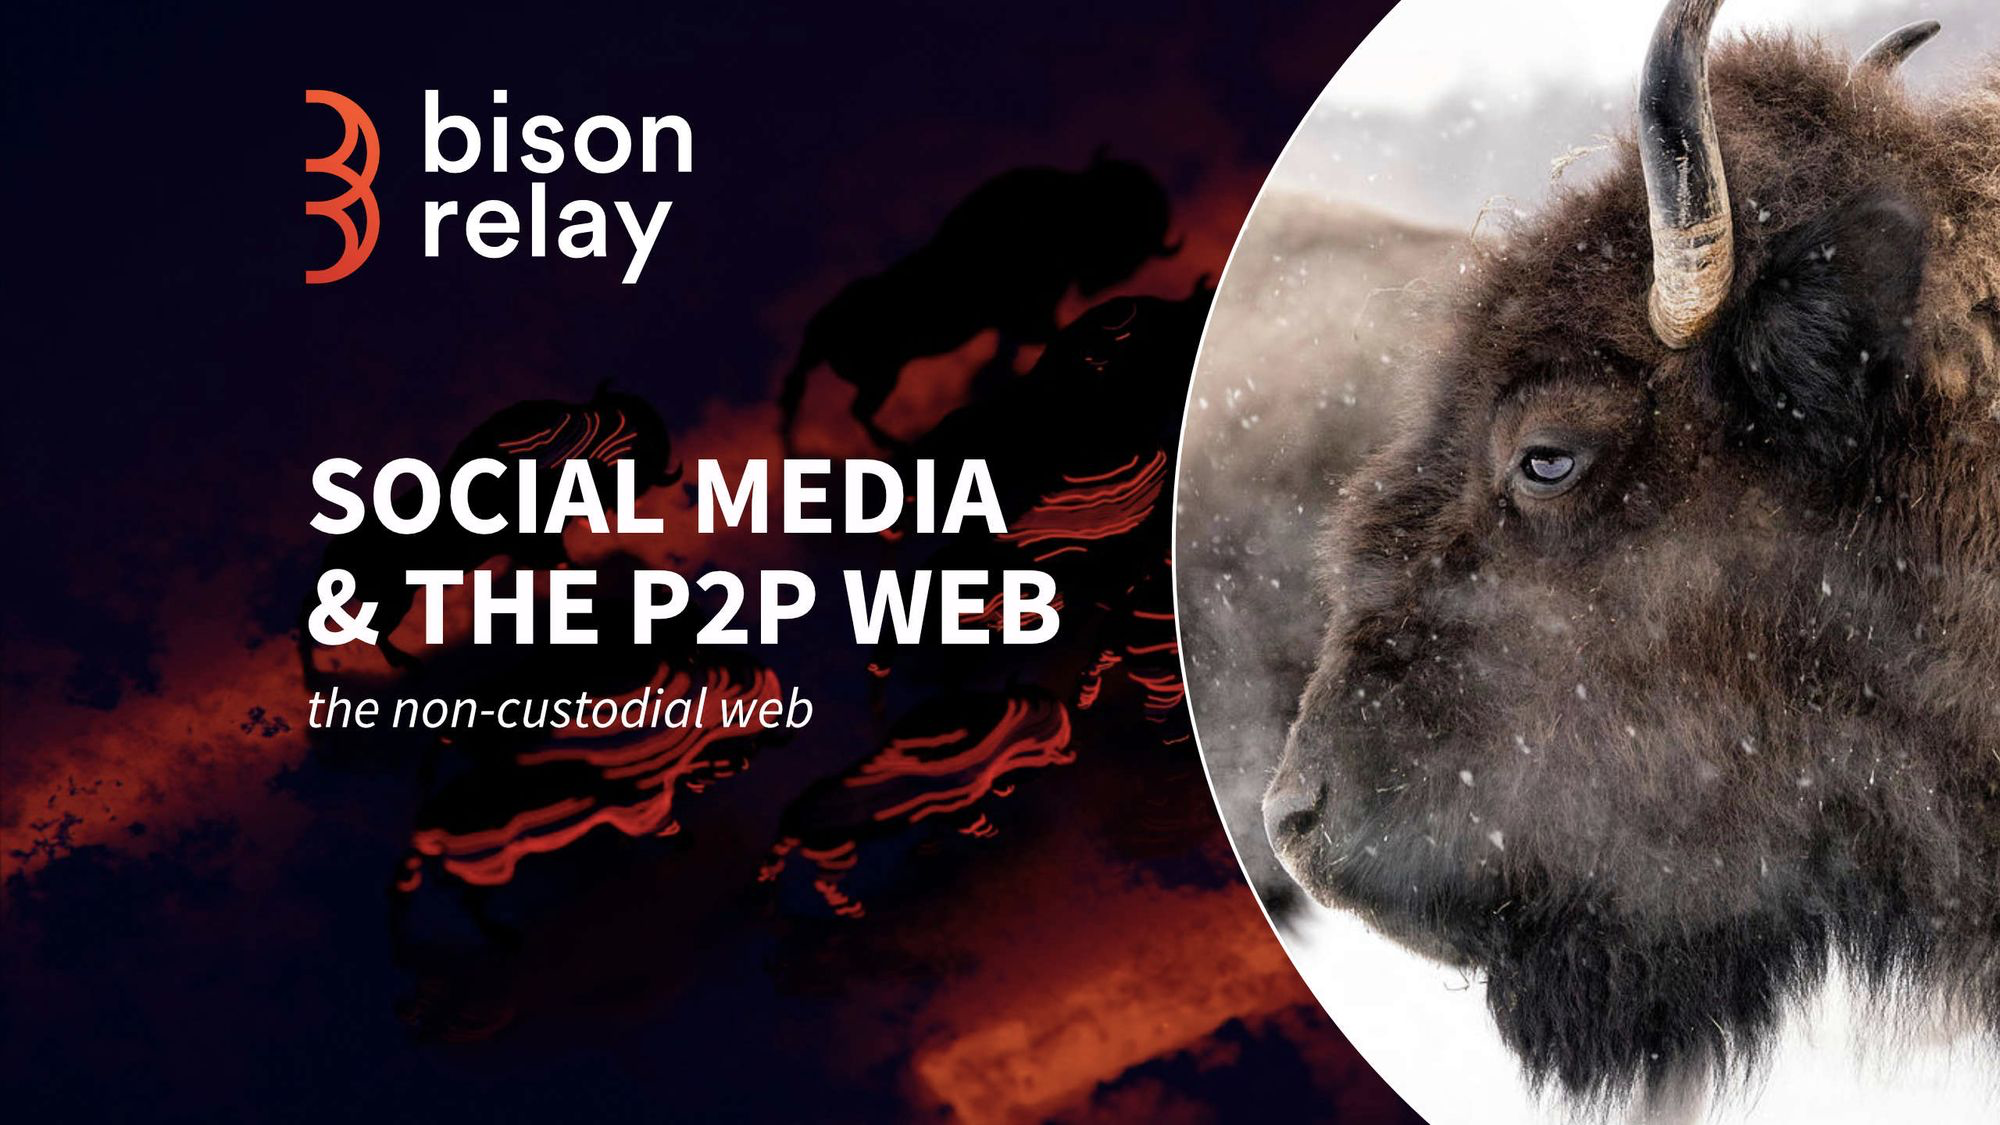 bison
relay
SOCIAL MEDIA
& THE P2P WEB
the non-custodial web